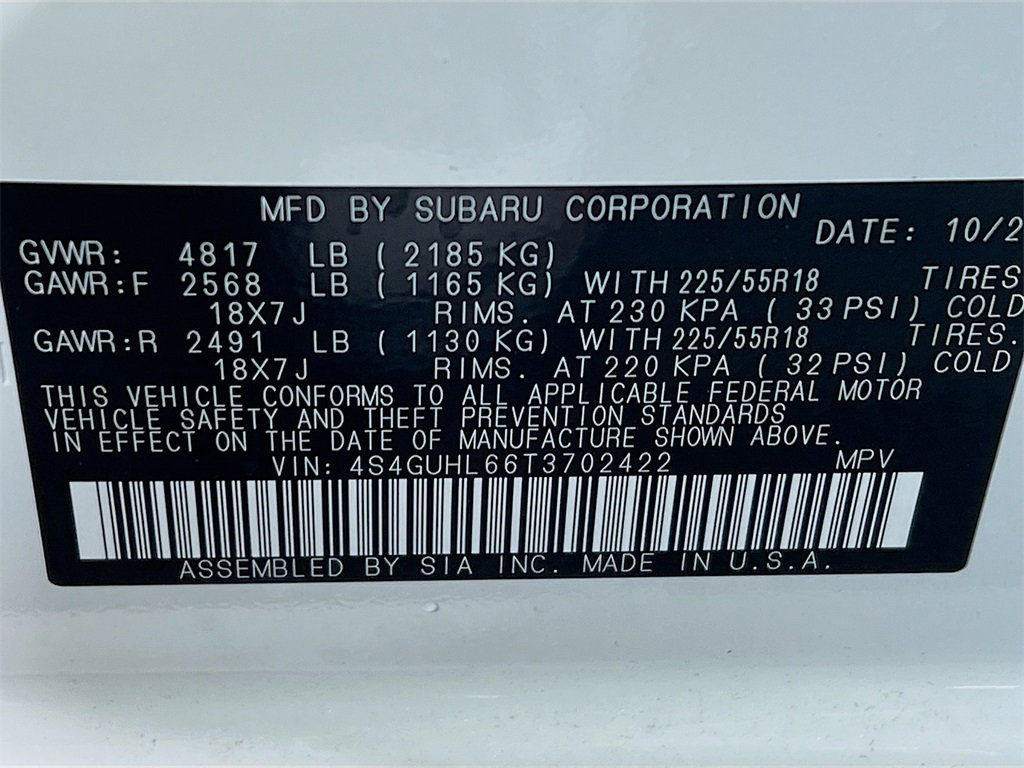 MFD BY SUBARU CORPORATION
DATE: 10/2
GVWR: 4817 LB ( 2185 KG)
GAWR:F 2568 LB ( 1165 KG) WITH 225/55R18 TIRES
18X7J RIMS. AT 230 KPA ( 33 PSI) COLD
GAWR:R 2491 LB ( 1130 KG) WITH 225/55R18 TIRES.
18X7J RIMS. AT 220 KPA ( 32 PSI) COLD
THIS VEHICLE CONFORMS TO ALL APPLICABLE FEDERAL MOTOR
VEHICLE SAFETY AND THEFT PREVENTION STANDARDS
IN EFFECT ON THE DATE OF MANUFACTURE SHOWN ABOVE.
VIN: 4S4GUHL66T3702422 MPV
ASSEMBLED BY SIA INC. MADE IN U.S.A.